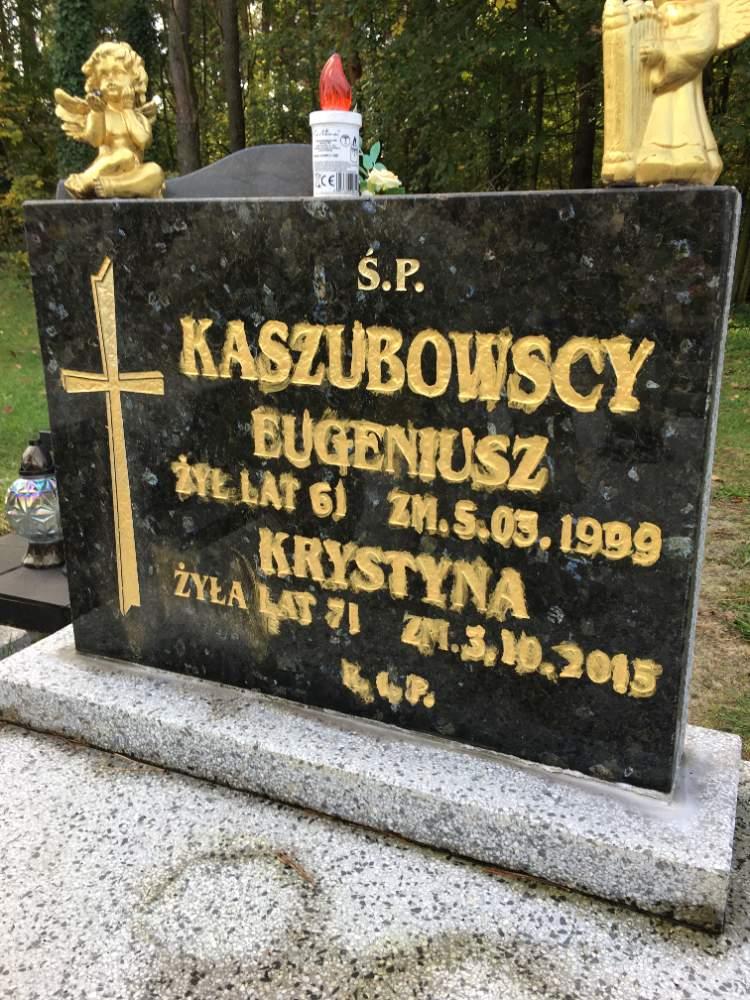 Ś.P.
KASZUBOWSCY
EUGENIUSZ
ŻYŁ LAT 61 ZM. 5.03.1999
KRYSTYNA
ŻYŁA LAT 71 ZM. 3.10.2015
R.I.P.